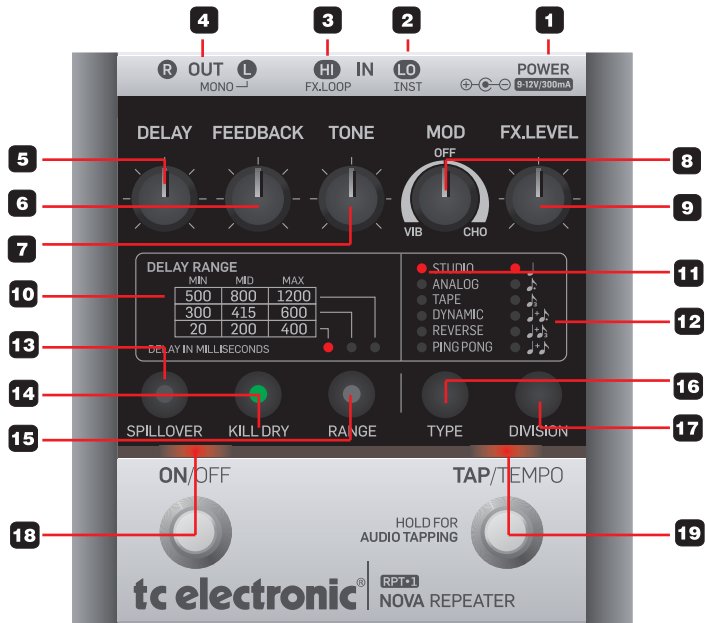 4 3 2 1
R OUT L HI IN LO POWER
MONO FX.LOOP INST 9-12V/300mA
DELAY FEEDBACK TONE MOD FX.LEVEL
OFF
5 8
6 9
7
VIB CHO
DELAY RANGE
MIN MID MAX
500 800 1200
300 415 600
20 200 400
DELAY IN MILLISECONDS
10
STUDIO
ANALOG
TAPE
DYNAMIC
REVERSE
PING PONG
11
12
13
14
15
16
17
SPILLOVER KILL DRY RANGE TYPE DIVISION
ON/OFF TAP/TEMPO
18 19
HOLD FOR
AUDIO TAPPING
tc electronic® RPT•1
NOVA REPEATER